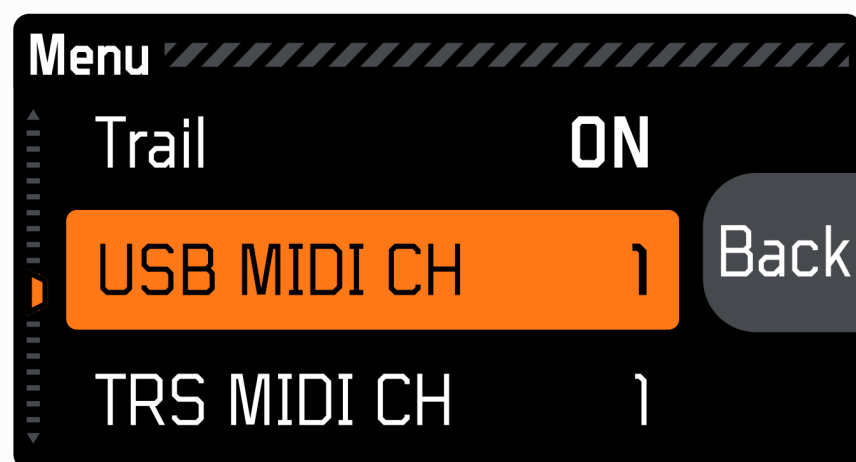 Menu
Trail ON
USB MIDI CH 1
Back
TRS MIDI CH 1